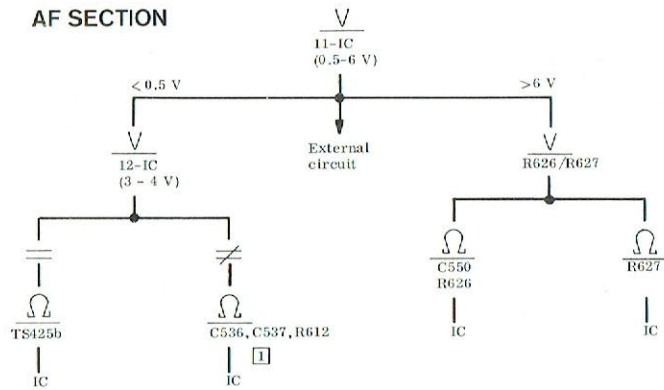 AF SECTION
V
11-IC
(0.5-6 V)
<0.5 V
>6 V
V
12-IC
(3 - 4 V)
External
circuit
V
R626/R627
=
≠
Ω
TS425b
Ω
C536, C537, R612
1
Ω
C550
R626
Ω
R627
IC
IC
IC
IC